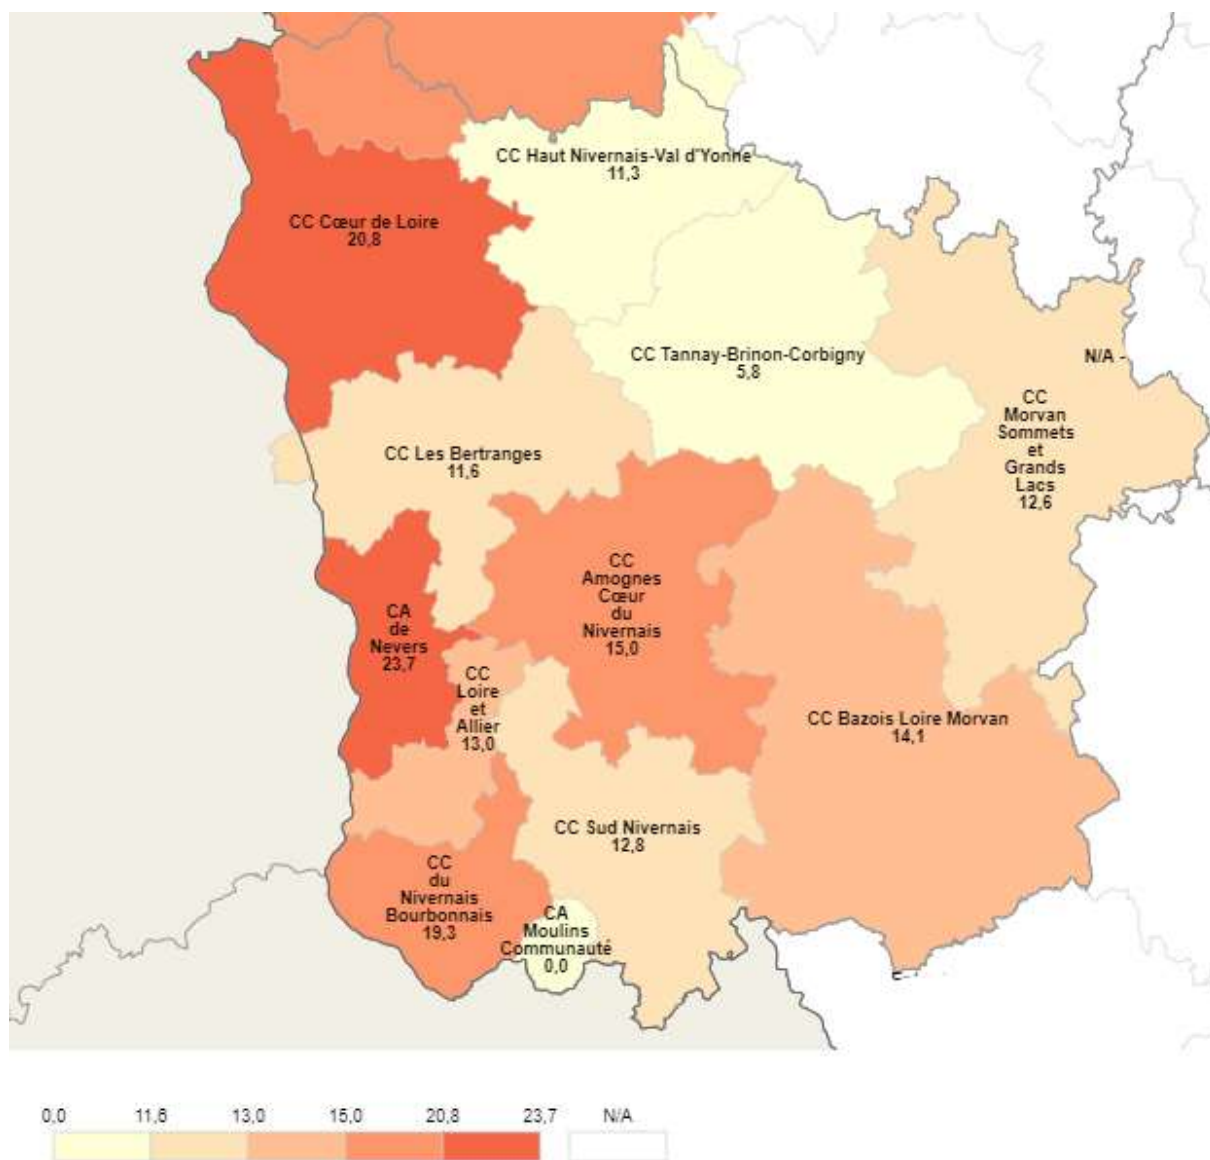 CC Haut Nivernais-Val d'Yonne
11,3
CC Cœur de Loire
20,8
CC Tannay-Brinon-Corbigny
5,8
N/A -
CC
Morvan
Sommets
et
Grands
Lacs
12,6
CC Les Bertranges
11,6
CC
Amognes
Cœur
du
Nivernais
15,0
CA
de
Nevers
23,7
CC
Loire
et
Allier
13,0
CC Bazois Loire Morvan
14,1
CC Sud Nivernais
12,8
CC
du
Nivernais
Bourbonnais
19,3
CA
Moulins
Communauté
0,0
0,0 11,6 13,0 15,0 20,8 23,7 N/A